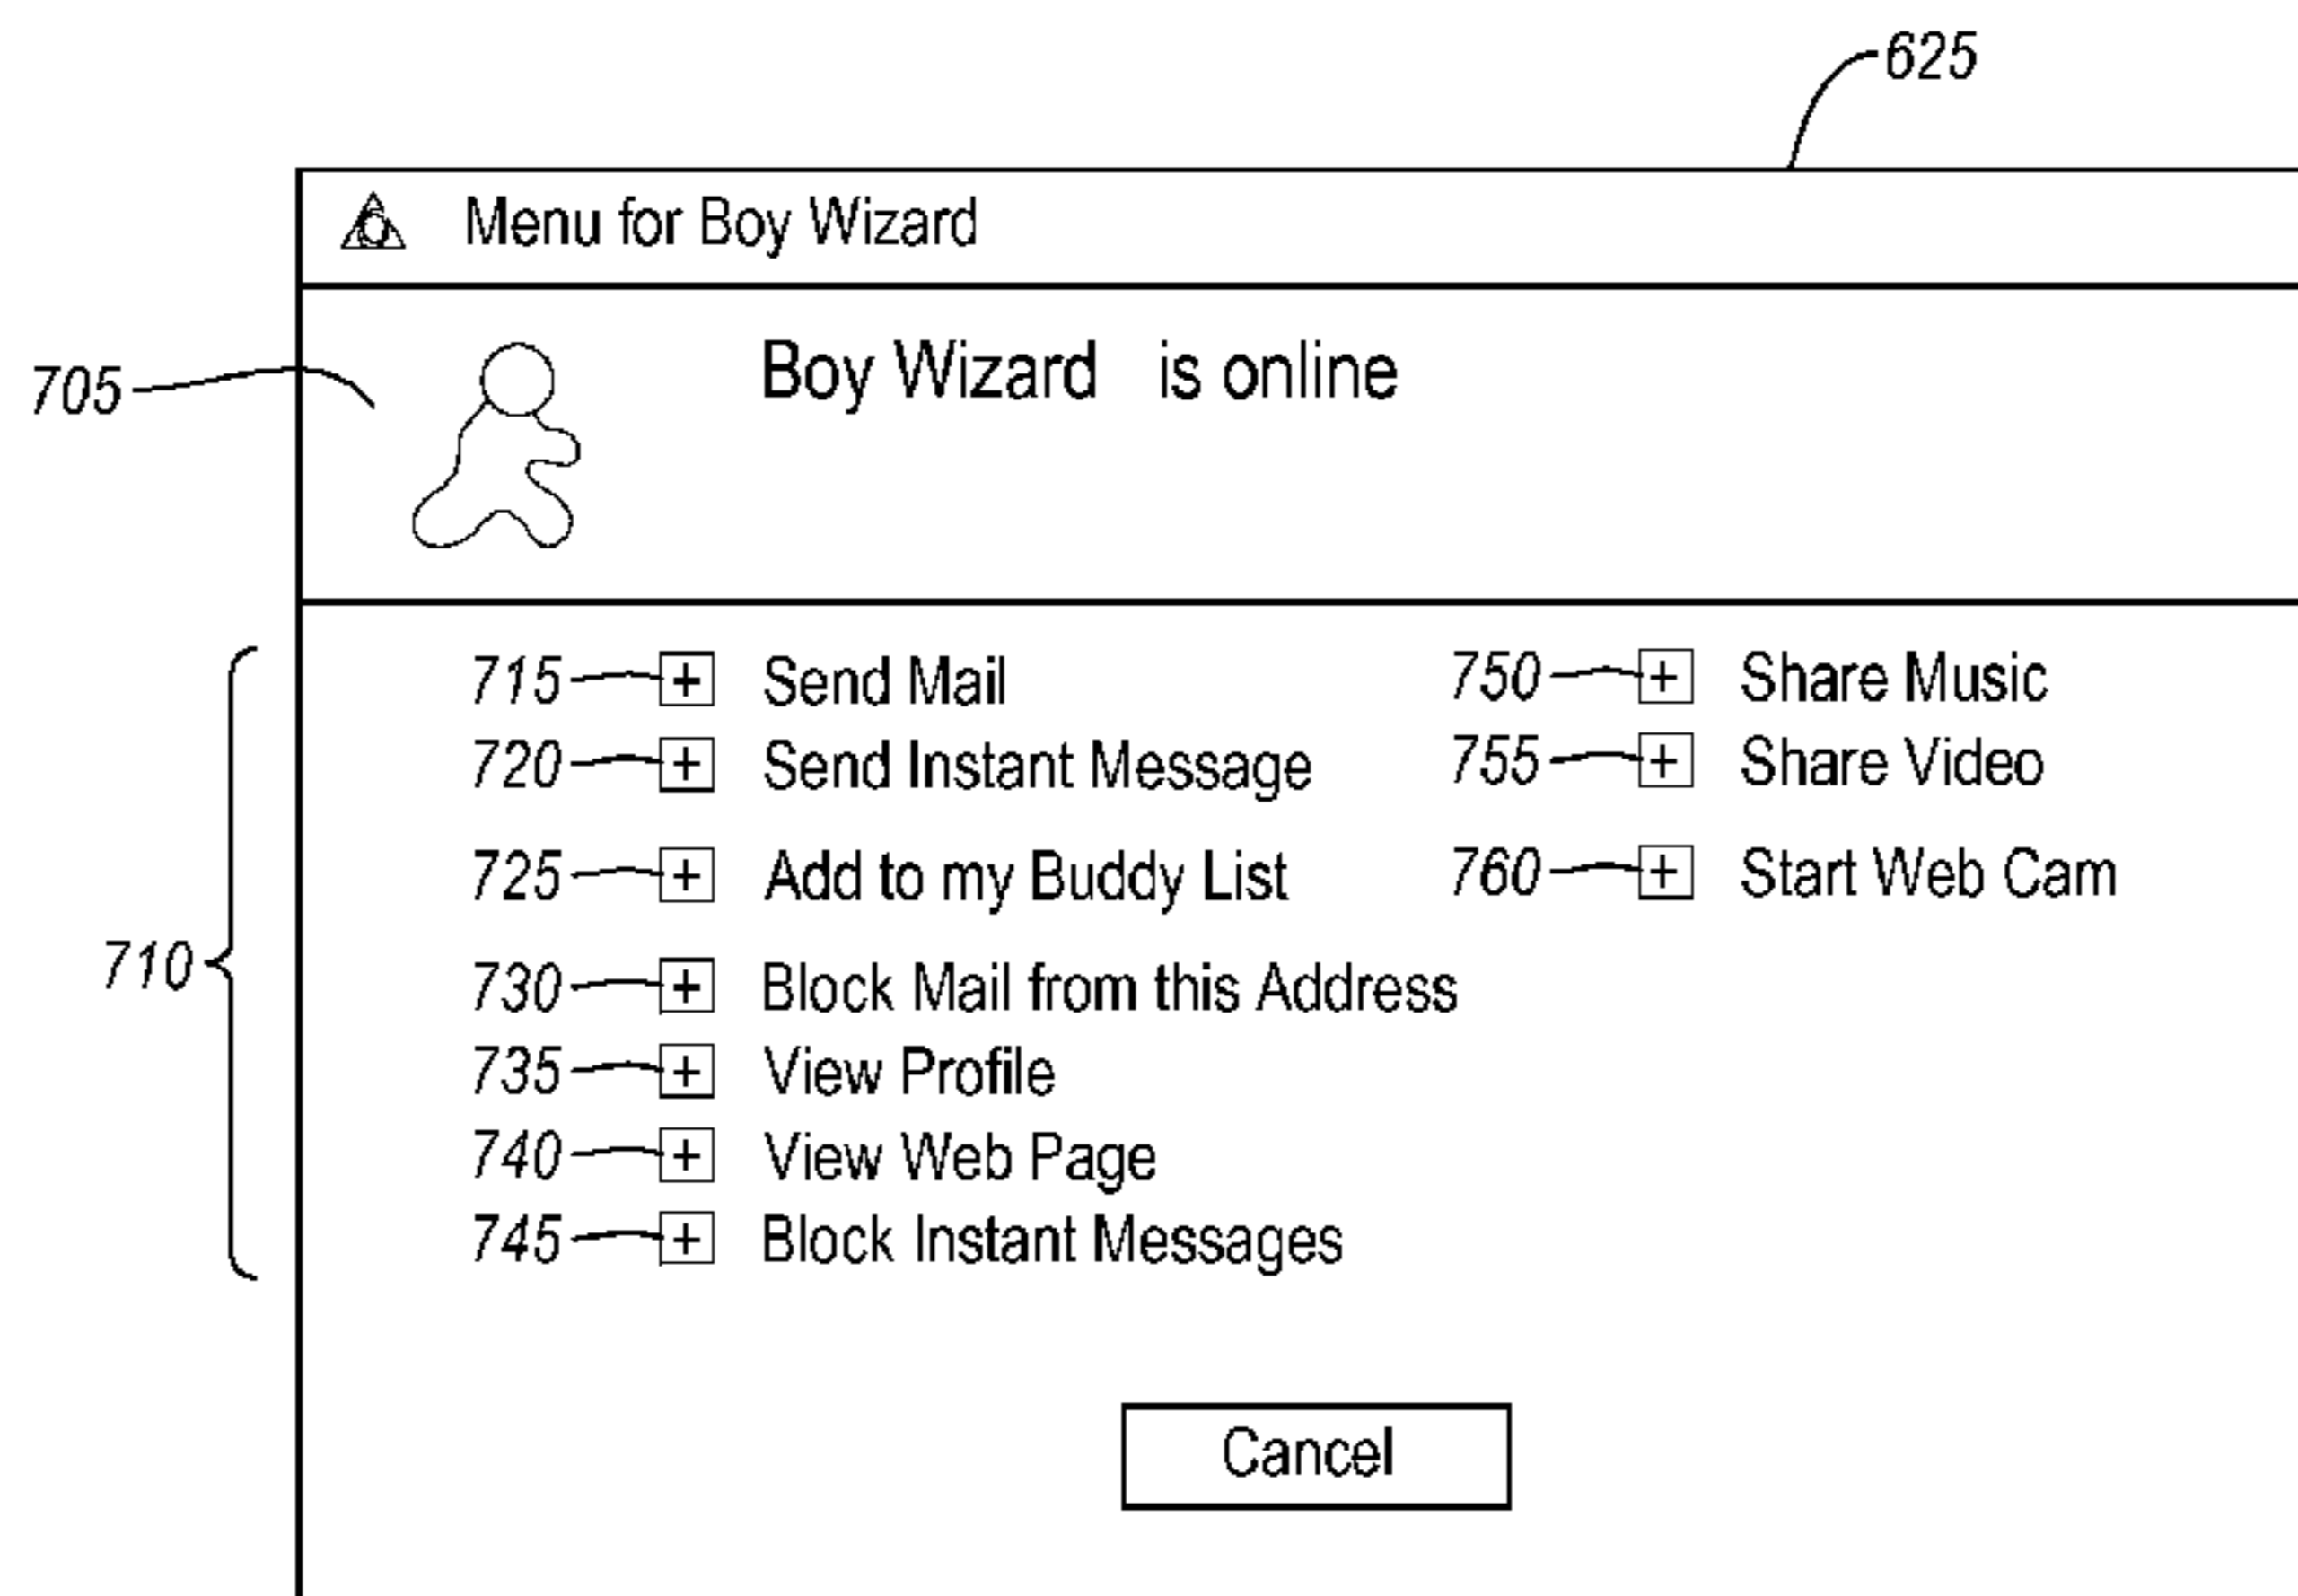 625
Menu for Boy Wizard
705
Boy Wizard is online
710
715 + Send Mail
720 + Send Instant Message
725 + Add to my Buddy List
730 + Block Mail from this Address
735 + View Profile
740 + View Web Page
745 + Block Instant Messages
750 + Share Music
755 + Share Video
760 + Start Web Cam
Cancel